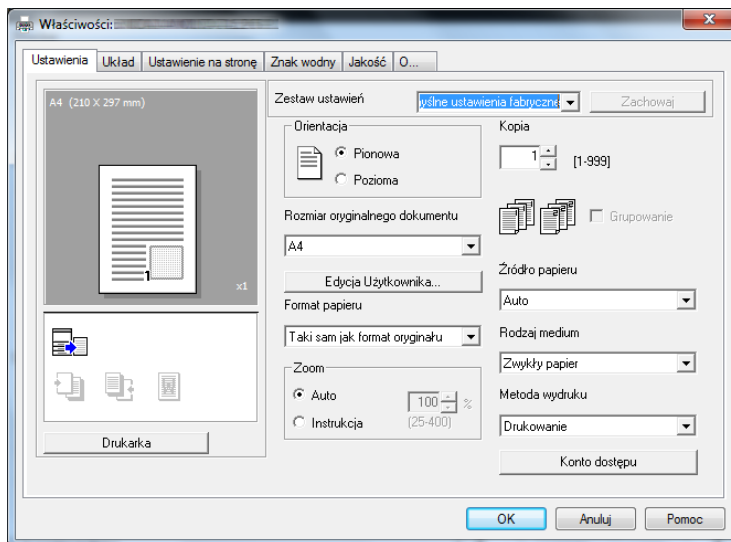 Właściwości:
Ustawienia Układ Ustawienie na stronę Znak wodny Jakość O...
A4 (210 X 297 mm)
x1
Drukarka
Zestaw ustawień
yślne ustawienia fabryczne
Zachowaj
Orientacja
Pionowa
Pozioma
Rozmiar oryginalnego dokumentu
A4
Edycja Użytkownika...
Format papieru
Taki sam jak format oryginału
Zoom
Auto
100 %
Instrukcja
(25-400)
Kopia
1 [1-999]
Grupowanie
Źródło papieru
Auto
Rodzaj medium
Zwykły papier
Metoda wydruku
Drukowanie
Konto dostępu
OK Anuluj Pomoc